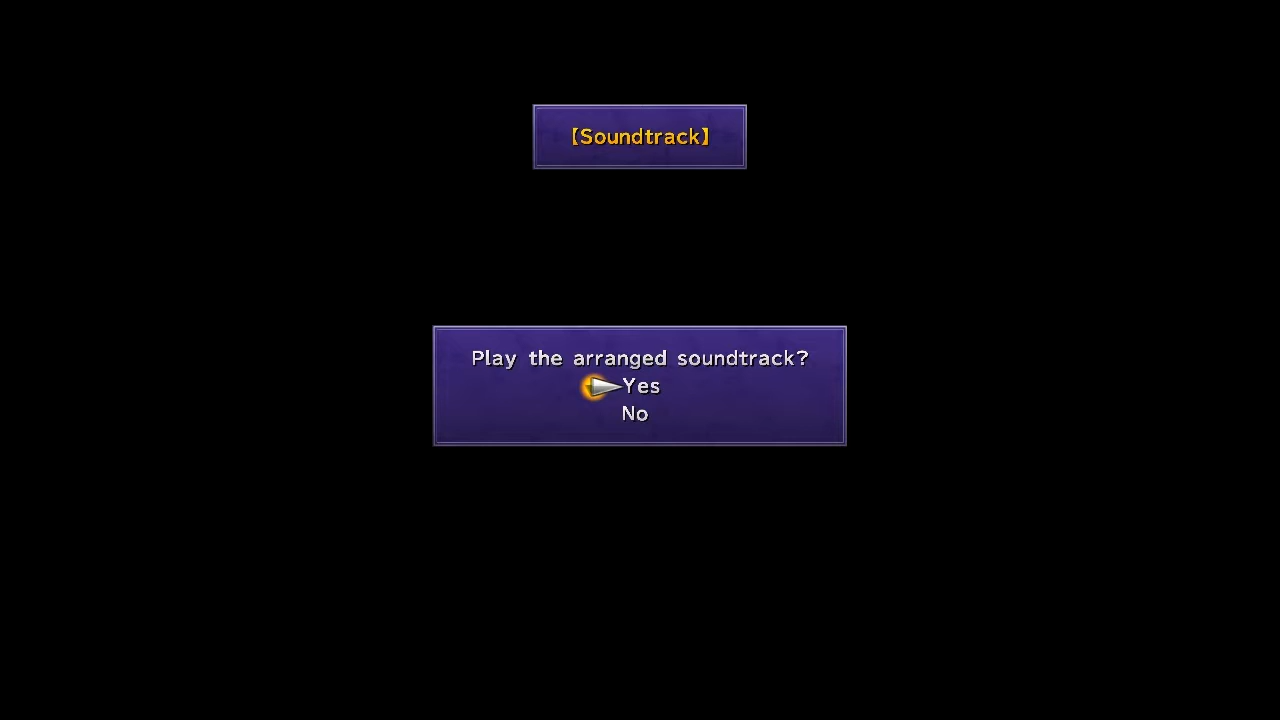 【Soundtrack】
Play the arranged soundtrack?
Yes
No